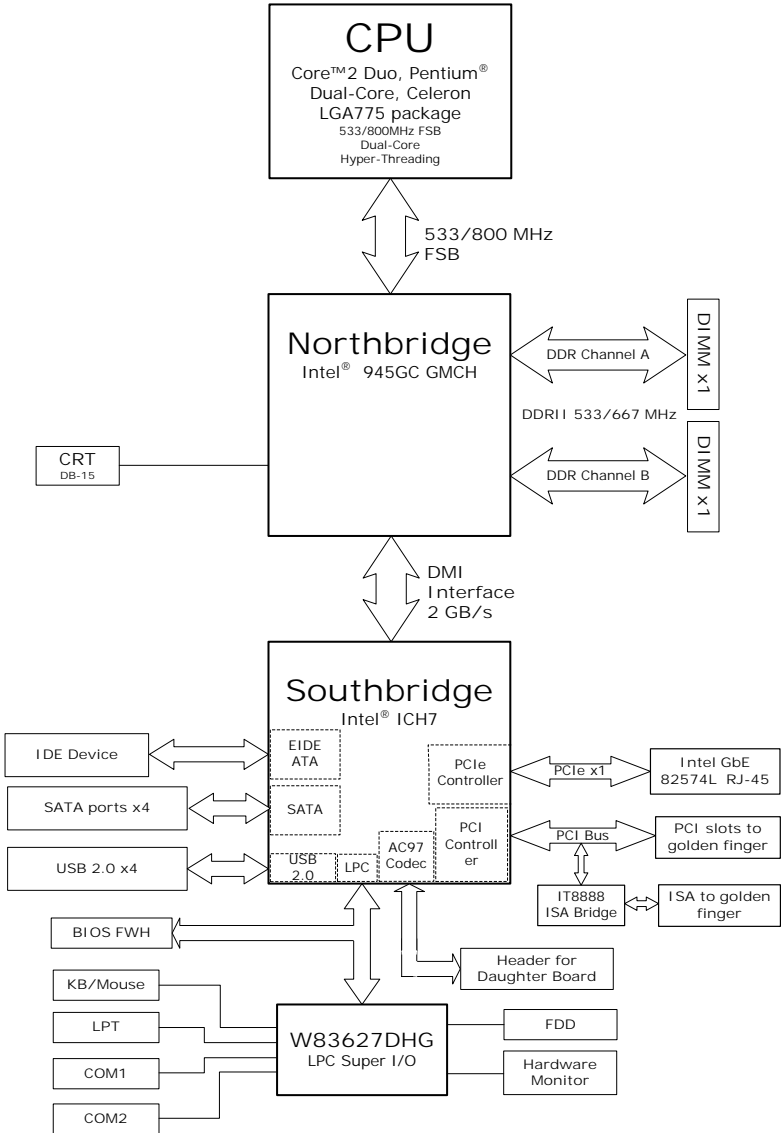 CPU
Core™2 Duo, Pentium®
Dual-Core, Celeron
LGA775 package
533/800MHz FSB
Dual-Core
Hyper-Threading
533/800 MHz
FSB
Northbridge
Intel® 945GC GMCH
DDR Channel A
DIMM x1
DDRII 533/667 MHz
CRT
DB-15
DDR Channel B
DIMM x1
DMI
Interface
2 GB/s
Southbridge
Intel® ICH7
IDE Device
EIDE
ATA
PCIe
Controller
PCIe x1
Intel GbE
82574L RJ-45
SATA ports x4
SATA
PCI
Controll
er
PCI Bus
PCI slots to
golden finger
USB 2.0 x4
USB
2.0
LPC
AC97
Codec
IT8888
ISA Bridge
ISA to golden
finger
BIOS FWH
Header for
Daughter Board
KB/Mouse
LPT
COM1
COM2
W83627DHG
LPC Super I/O
FDD
Hardware
Monitor